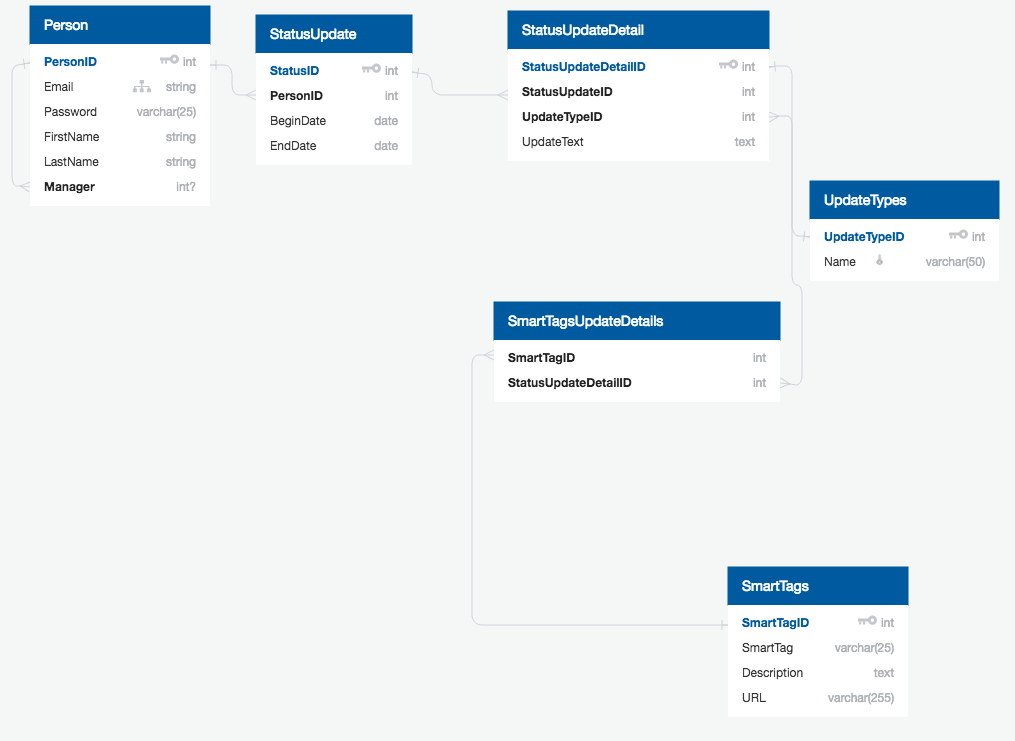 Person
PersonID int
Email string
Password varchar(25)
FirstName string
LastName string
Manager int?
StatusUpdate
StatusID int
PersonID int
BeginDate date
EndDate date
StatusUpdateDetail
StatusUpdateDetailID int
StatusUpdateID int
UpdateTypeID int
UpdateText text
UpdateTypes
UpdateTypeID int
Name varchar(50)
SmartTagsUpdateDetails
SmartTagID int
StatusUpdateDetailID int
SmartTags
SmartTagID int
SmartTag varchar(25)
Description text
URL varchar(255)